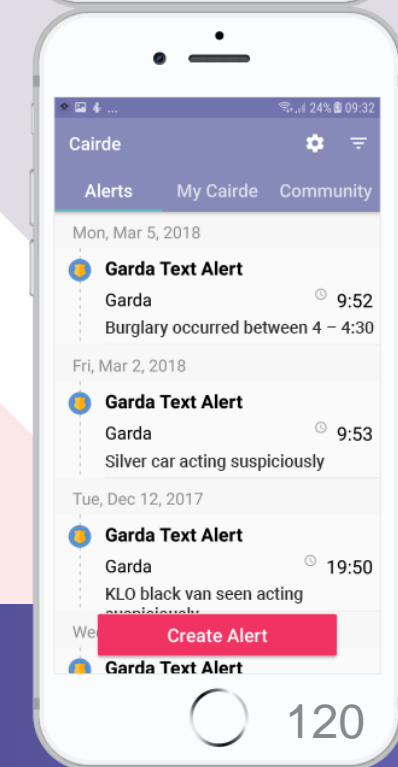 ... 24% 09:32
Cairde
Alerts My Cairde Community
Mon, Mar 5, 2018
Garda Text Alert
Garda 9:52
Burglary occurred between 4 – 4:30
Fri, Mar 2, 2018
Garda Text Alert
Garda 9:53
Silver car acting suspiciously
Tue, Dec 12, 2017
Garda Text Alert
Garda 19:50
KLO black van seen acting
suspiciously
We
Create Alert
Garda Text Alert
120